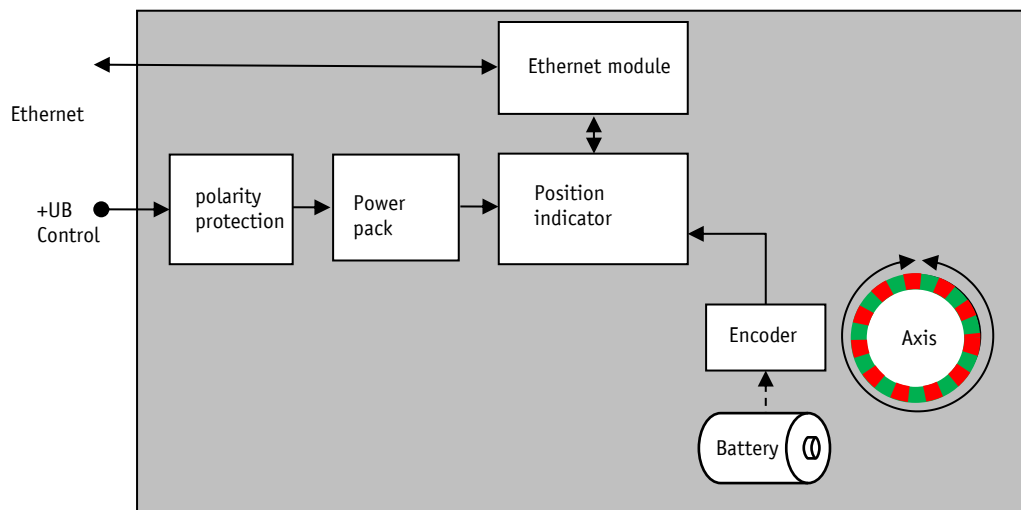 Ethernet module
Ethernet
polarity
protection
Power
pack
Position
indicator
+UB
Control
Encoder
Axis
Battery